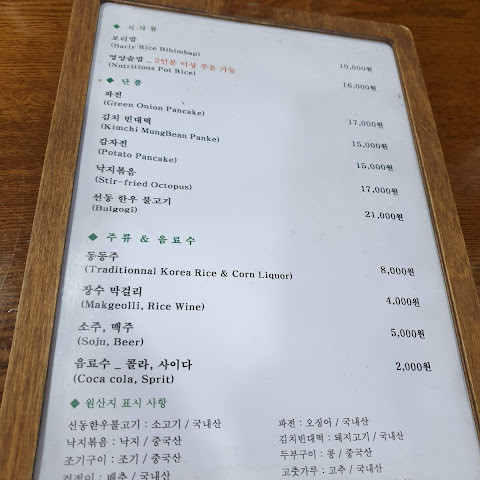 ◆ 식사류
보리밥
(Barlr Rice Bibimbap) 10,000원
영양솥밥 _ 2인분 이상 주문 가능
(Nutritions Pot Rice) 16,000원
◆ 단품
파전
(Green Onion Pancake) 17,000원
김치 빈대떡
(Kimchi MungBean Panke) 15,000원
감자전
(Potato Pancake) 15,000원
낙지볶음
(Stir-fried Octopus) 17,000원
선동 한우 불고기
(Bulgogi) 21,000원
◆ 주류 & 음료수
동동주
(Traditionnal Korea Rice & Corn Liquor) 8,000원
장수 막걸리
(Makgeolli, Rice Wine) 4,000원
소주, 맥주
(Soju, Beer) 5,000원
음료수 _ 콜라, 사이다
(Coca cola, Sprit) 2,000원
◆ 원산지 표시 사항
선동한우불고기 : 소고기 / 국내산 파전 : 오징어 / 국내산
낙지볶음 : 낙지 / 중국산 김치빈대떡 : 돼지고기 / 국내산
조기구이 : 조기 / 중국산 두부구이 : 콩 / 중국산
겉절이 : 배추 / 국내산 고춧가루 : 고추 / 국내산